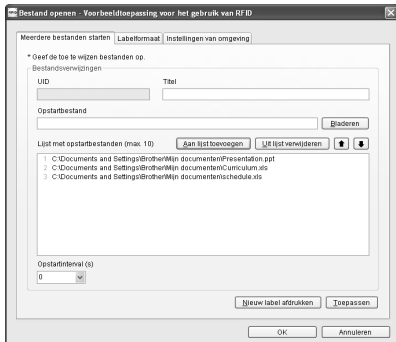 Bestand openen - Voorbeeldtoepassing voor het gebruik van RFID
Meerdere bestanden starten Labelformaat Instellingen van omgeving
* Geef de toe te wijzen bestanden op.
Bestandsverwijzingen
UID Titel
Opstartbestand
Bladeren
Lijst met opstartbestanden (max. 10) Aan lijst toevoegen Uit lijst verwijderen
1 C:\Documents and Settings\Brother\Mijn documenten\Presentation.ppt
2 C:\Documents and Settings\Brother\Mijn documenten\Curriculum.xls
3 C:\Documents and Settings\Brother\Mijn documenten\schedule.xls
Opstartinterval (s)
0
Nieuw label afdrukken Toepassen
OK Annuleren